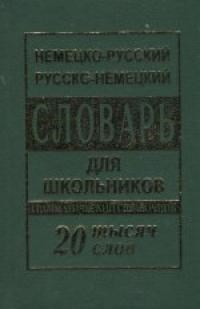 НЕМЕЦКО-РУССКИЙ
РУССКО-НЕМЕЦКИЙ
СЛОВАРЬ
ДЛЯ
ШКОЛЬНИКОВ
20 тысяч
слов